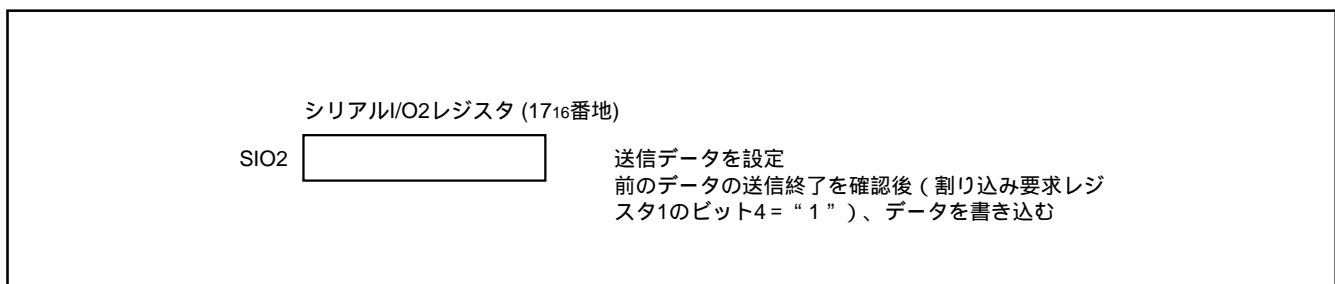 シリアルI/O2レジスタ (1716番地)
SIO2
送信データを設定
前のデータの送信終了を確認後(割り込み要求レジ
スタ1のビット4=“1”)、データを書き込む